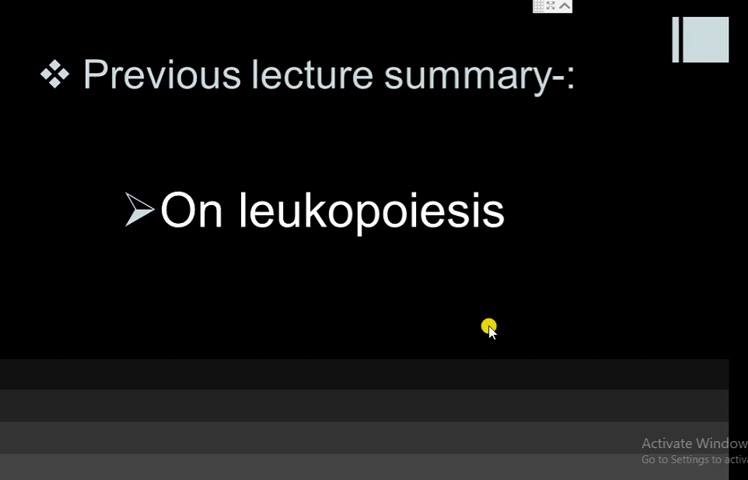 ❖ Previous lecture summary-:
➢On leukopoiesis
Activate Window
Go to Settings to activ